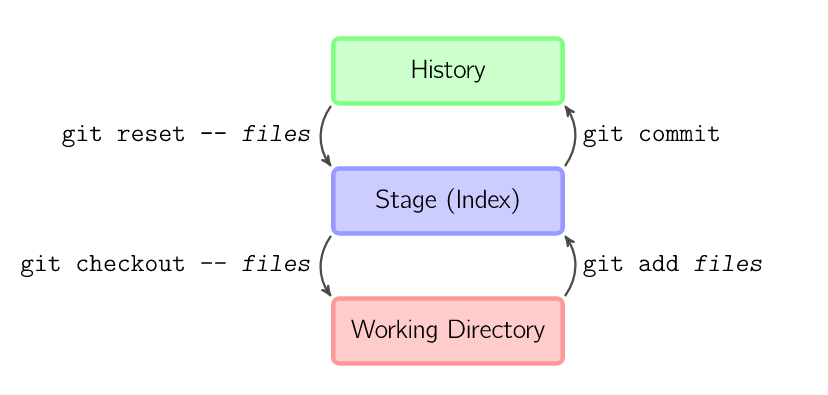 History
git reset -- files
git commit
Stage (Index)
git checkout -- files
git add files
Working Directory